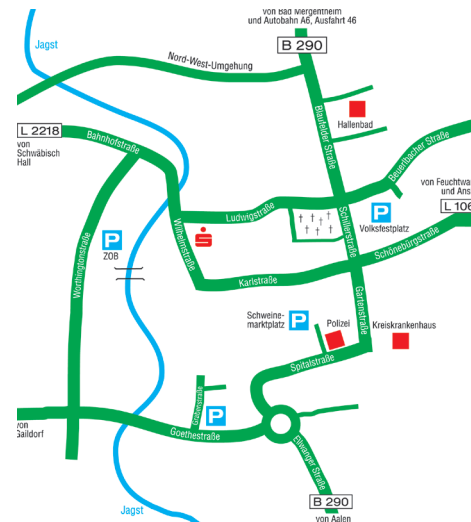 von Bad Mergentheim
und Autobahn A6, Ausfahrt 46
B 290
Jagst
Nord-West-Umgehung
Blaufelder Straße
Hallenbad
L 2218
Bahnhofstraße
von
Schwäbisch
Hall
Beuerlbacher Straße
von Feuchtwa
und Ans
L 106
Ludwigstraße
Schillerstraße
P
Volksfestplatz
Wilhelmstraße
P
ZOB
Worthingtonstraße
Karlstraße
Schönebürgstraße
Gartenstraße
Schweine-
marktplatz
P
Polizei
Kreiskrankenhaus
Spitalstraße
Grabenstraße
P
Goethestraße
von
Gaildorf
Ellwanger Straße
B 290
von Aalen
Jagst